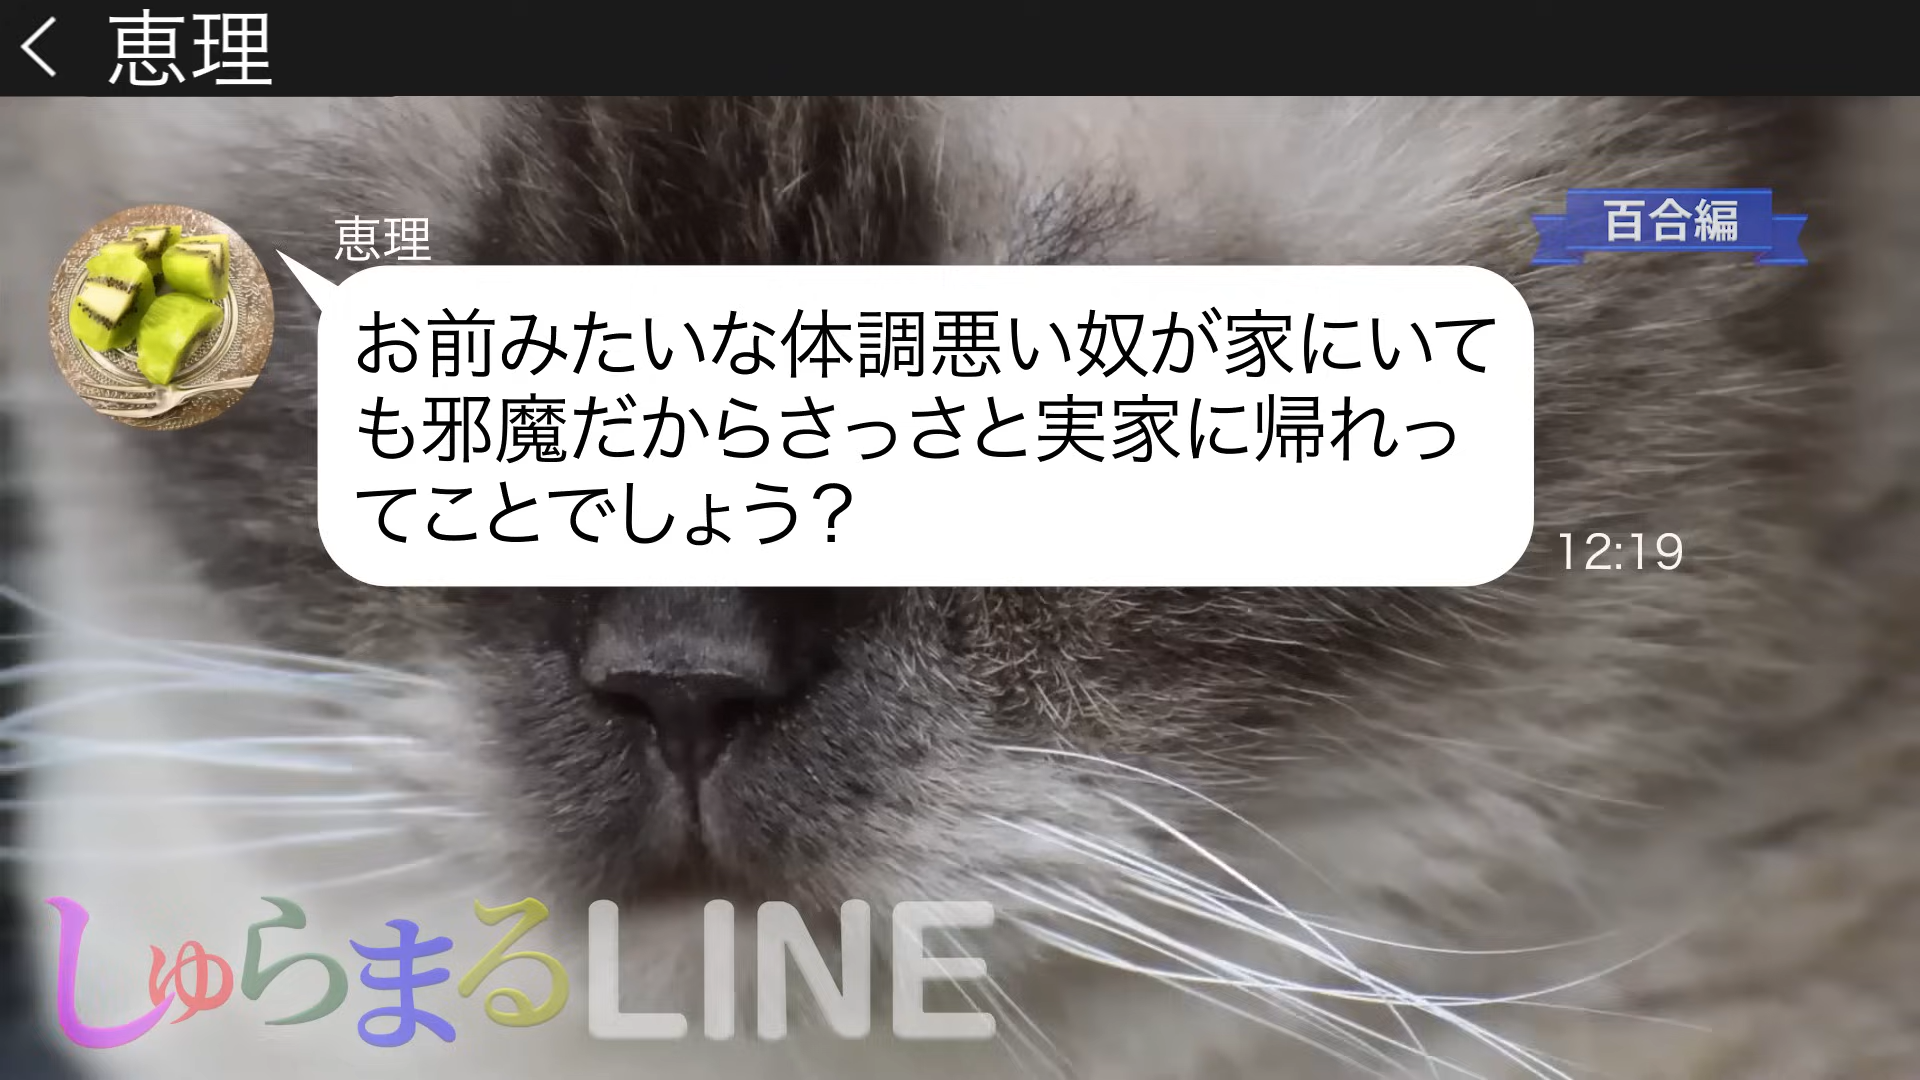 恵理
恵理
百合編
お前みたいな体調悪い奴が家にいて
も邪魔だからさっさと実家に帰れっ
てことでしょう？
12:19
しゅらまるLINE